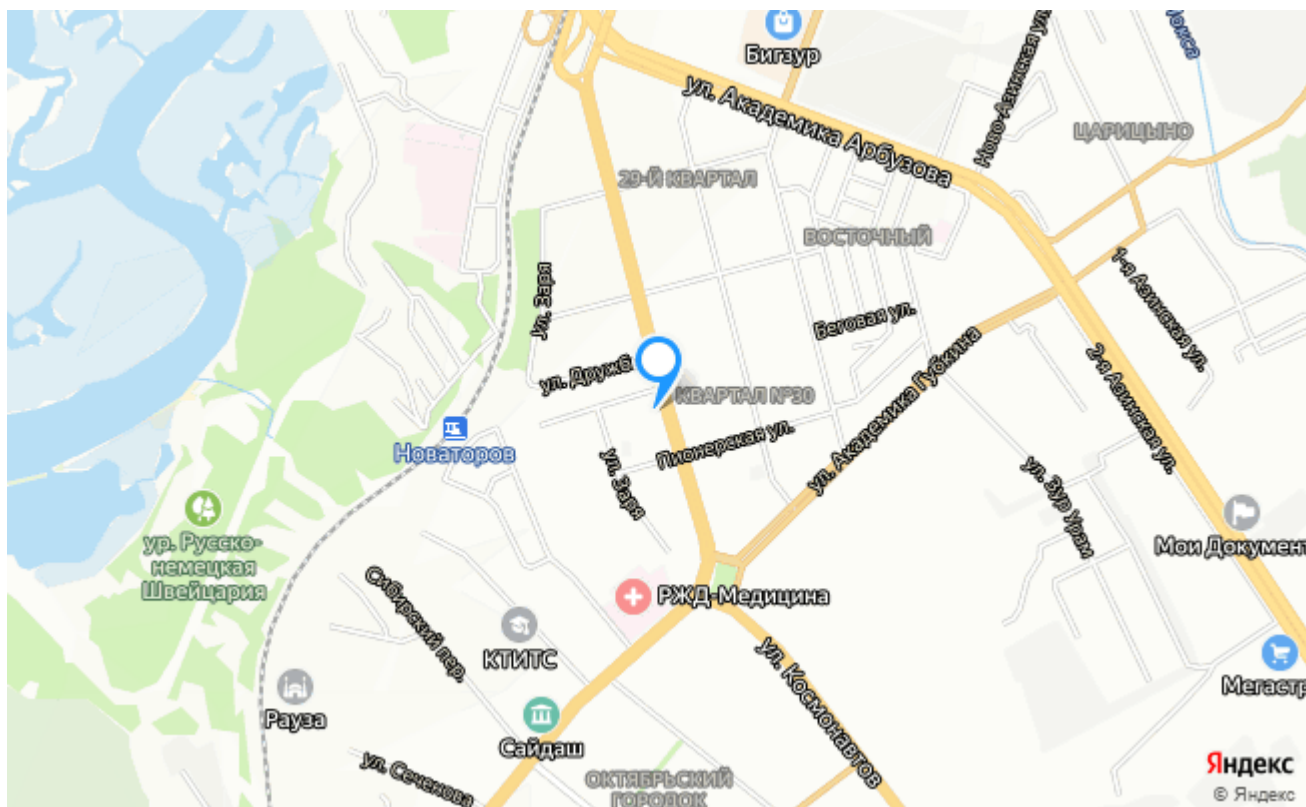 Бигзур
ул. Академика Арбузова
Ново-Азинская ул.
ЦАРИЦЫНО
29-Й КВАРТАЛ
ВОСТОЧНЫЙ
1-я Азинская ул.
ул. Заря
Беговая ул.
ул. Дружб
КВАРТАЛ №30
ул. Академика Губкина
2-я Азинская ул.
Новаторов
Пионерская ул.
ул. Заря
ул. Зур Урам
Мои Документ
ур. Русско-
немецкая
Швейцария
Сибирский пер.
РЖД-Медицина
КТИТС
ул. Космонавтов
Мегастр
Рауза
Сайдаш
ул. Сеченова
ОКТЯБРЬСКИЙ
ГОРОДОК
Яндекс
© Яндекс